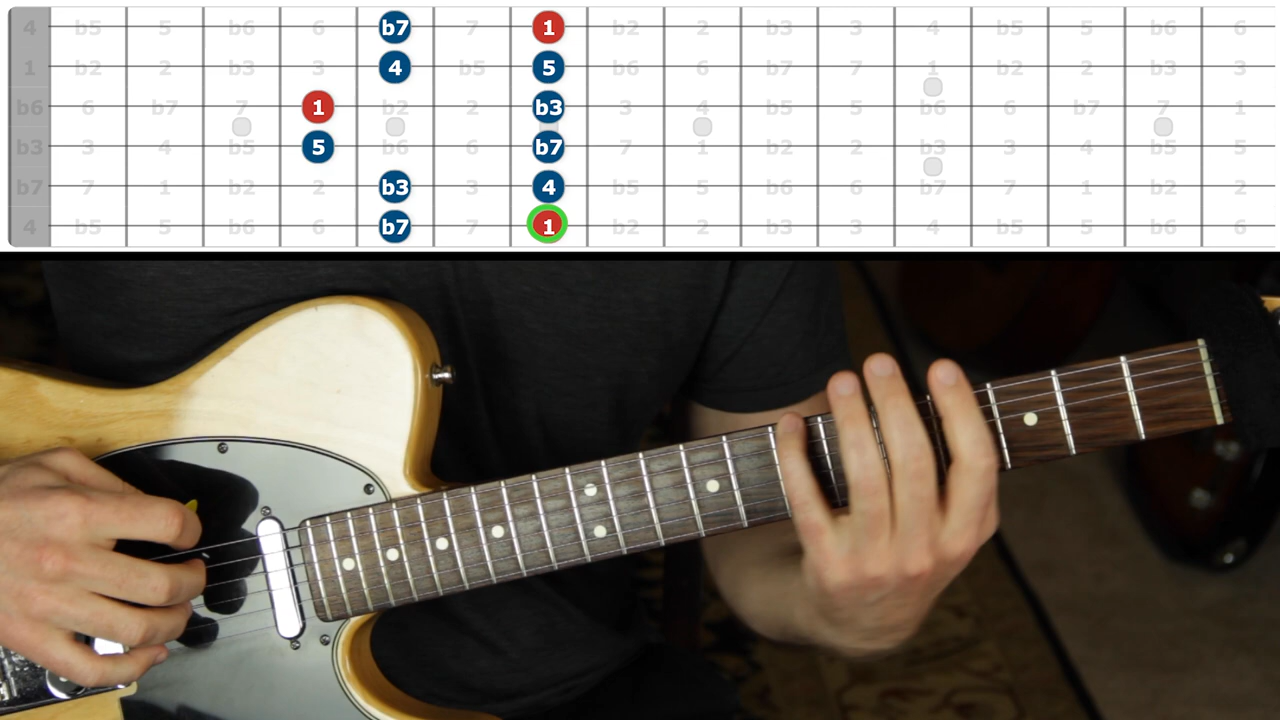 4 b5 5 b6 6 b7 7 1 b2 2 b3 3 4 b5 5 b6 6
1 b2 2 b3 3 4 b5 5 b6 6 b7 7 1 b2 2 b3 3
b6 6 b7 7 1 b2 2 b3 3 4 b5 5 b6 6 b7 7 1
b3 3 4 b5 5 b6 6 b7 7 1 b2 2 b3 3 4 b5 5
b7 7 1 b2 2 b3 3 4 b5 5 b6 6 b7 7 1 b2 2
4 b5 5 b6 6 b7 7 1 b2 2 b3 3 4 b5 5 b6 6